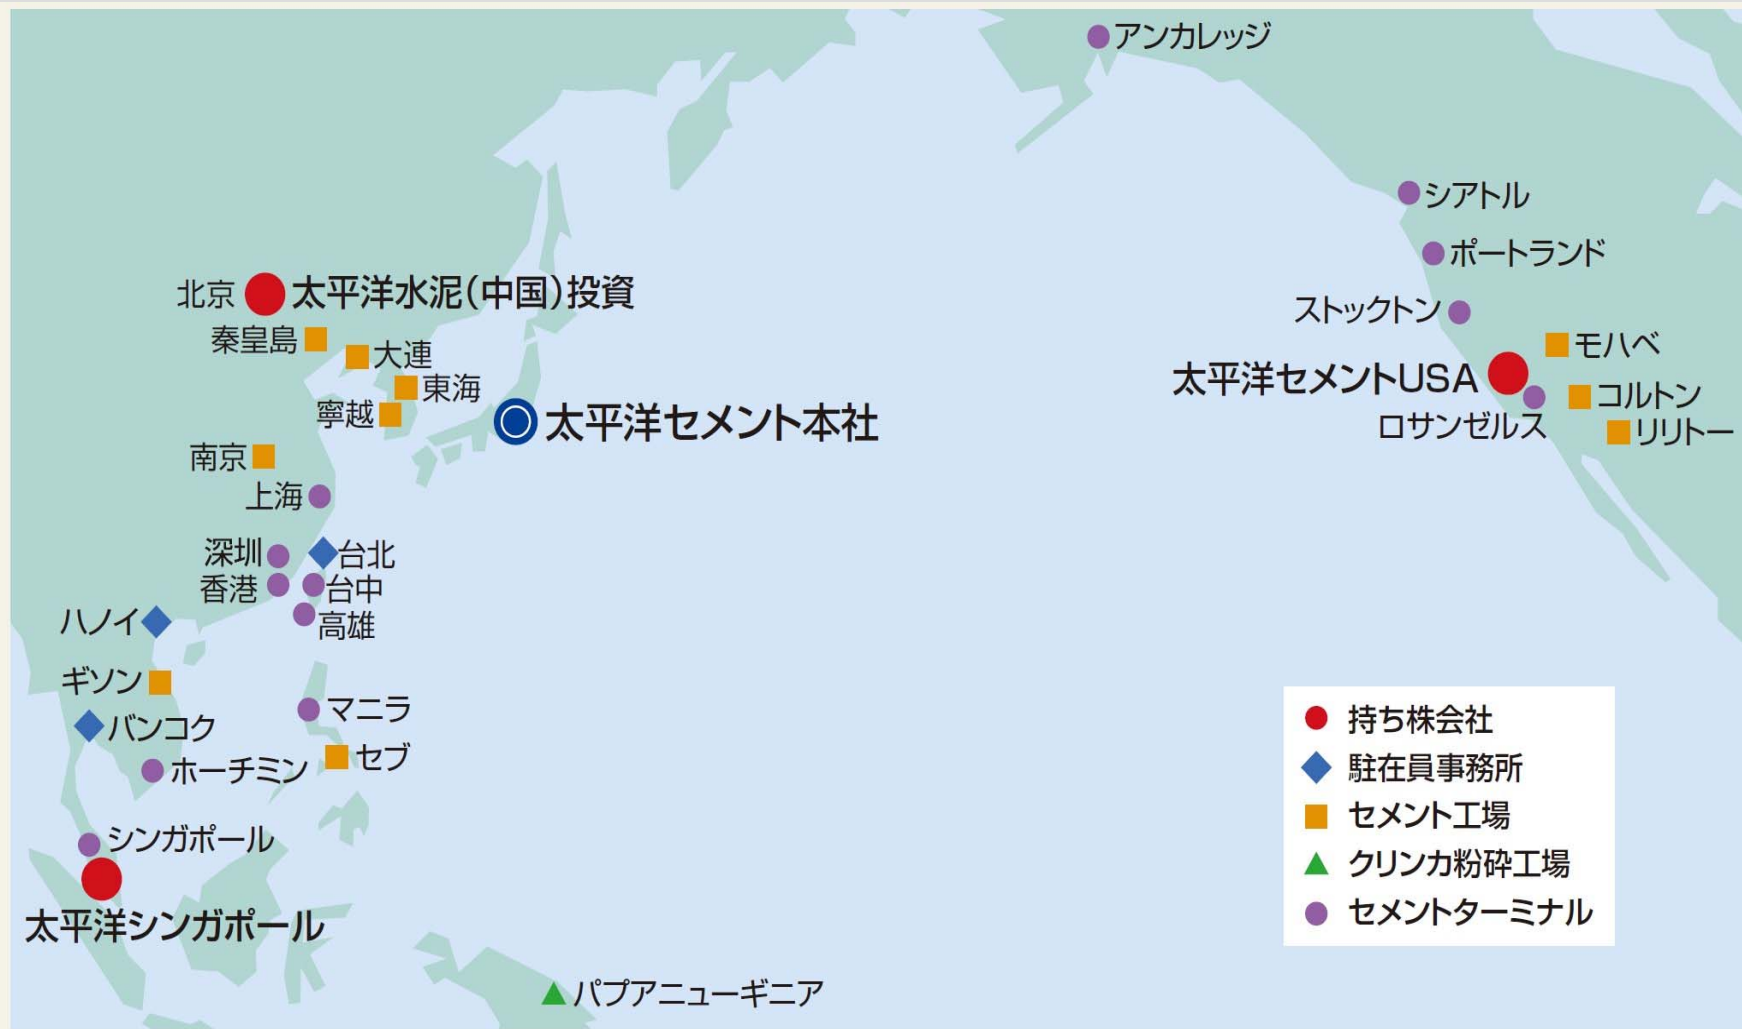 アンカレッジ
シアトル
ポートランド
ストックトン
モハベ
太平洋セメントUSA
コルトン
ロサンゼルス
リリトー
北京
太平洋水泥(中国)投資
秦皇島
大連
東海
寧越
太平洋セメント本社
南京
上海
深圳
台北
香港
台中
高雄
ハノイ
ギソン
バンコク
マニラ
セブ
ホーチミン
シンガポール
太平洋シンガポール
パプアニューギニア
持ち株会社
駐在員事務所
セメント工場
クリンカ粉砕工場
セメントターミナル